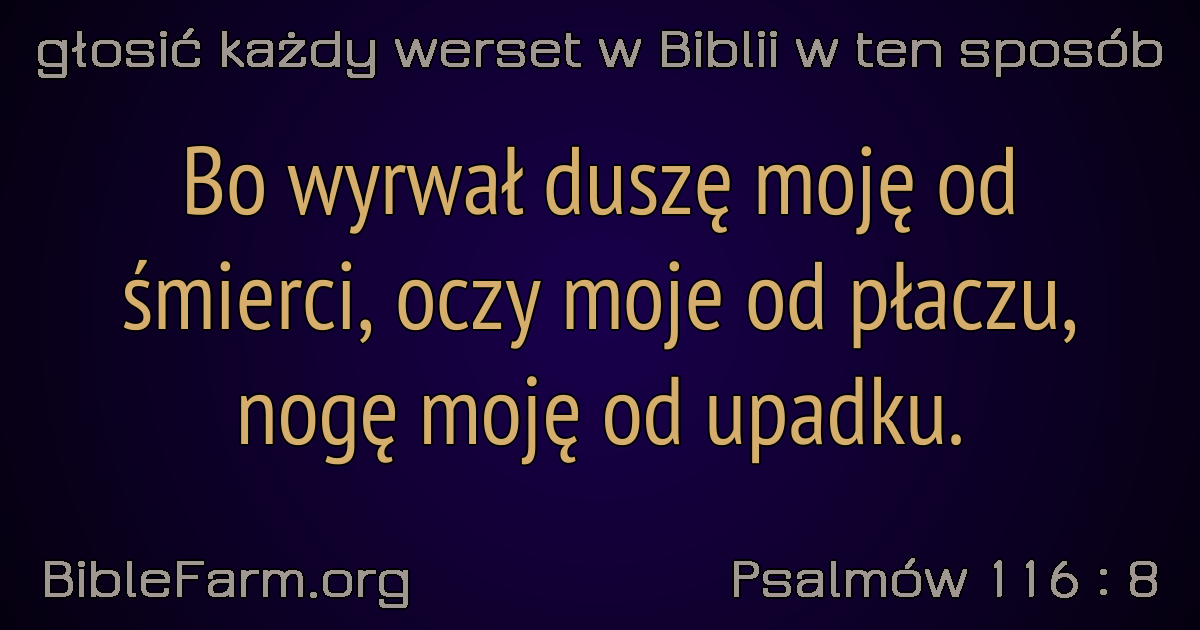 głosić każdy werset w Biblii w ten sposób
Bo wyrwał duszę moję od
śmierci, oczy moje od płaczu,
nogę moję od upadku.
BibleFarm.org
Psalmów 116 : 8